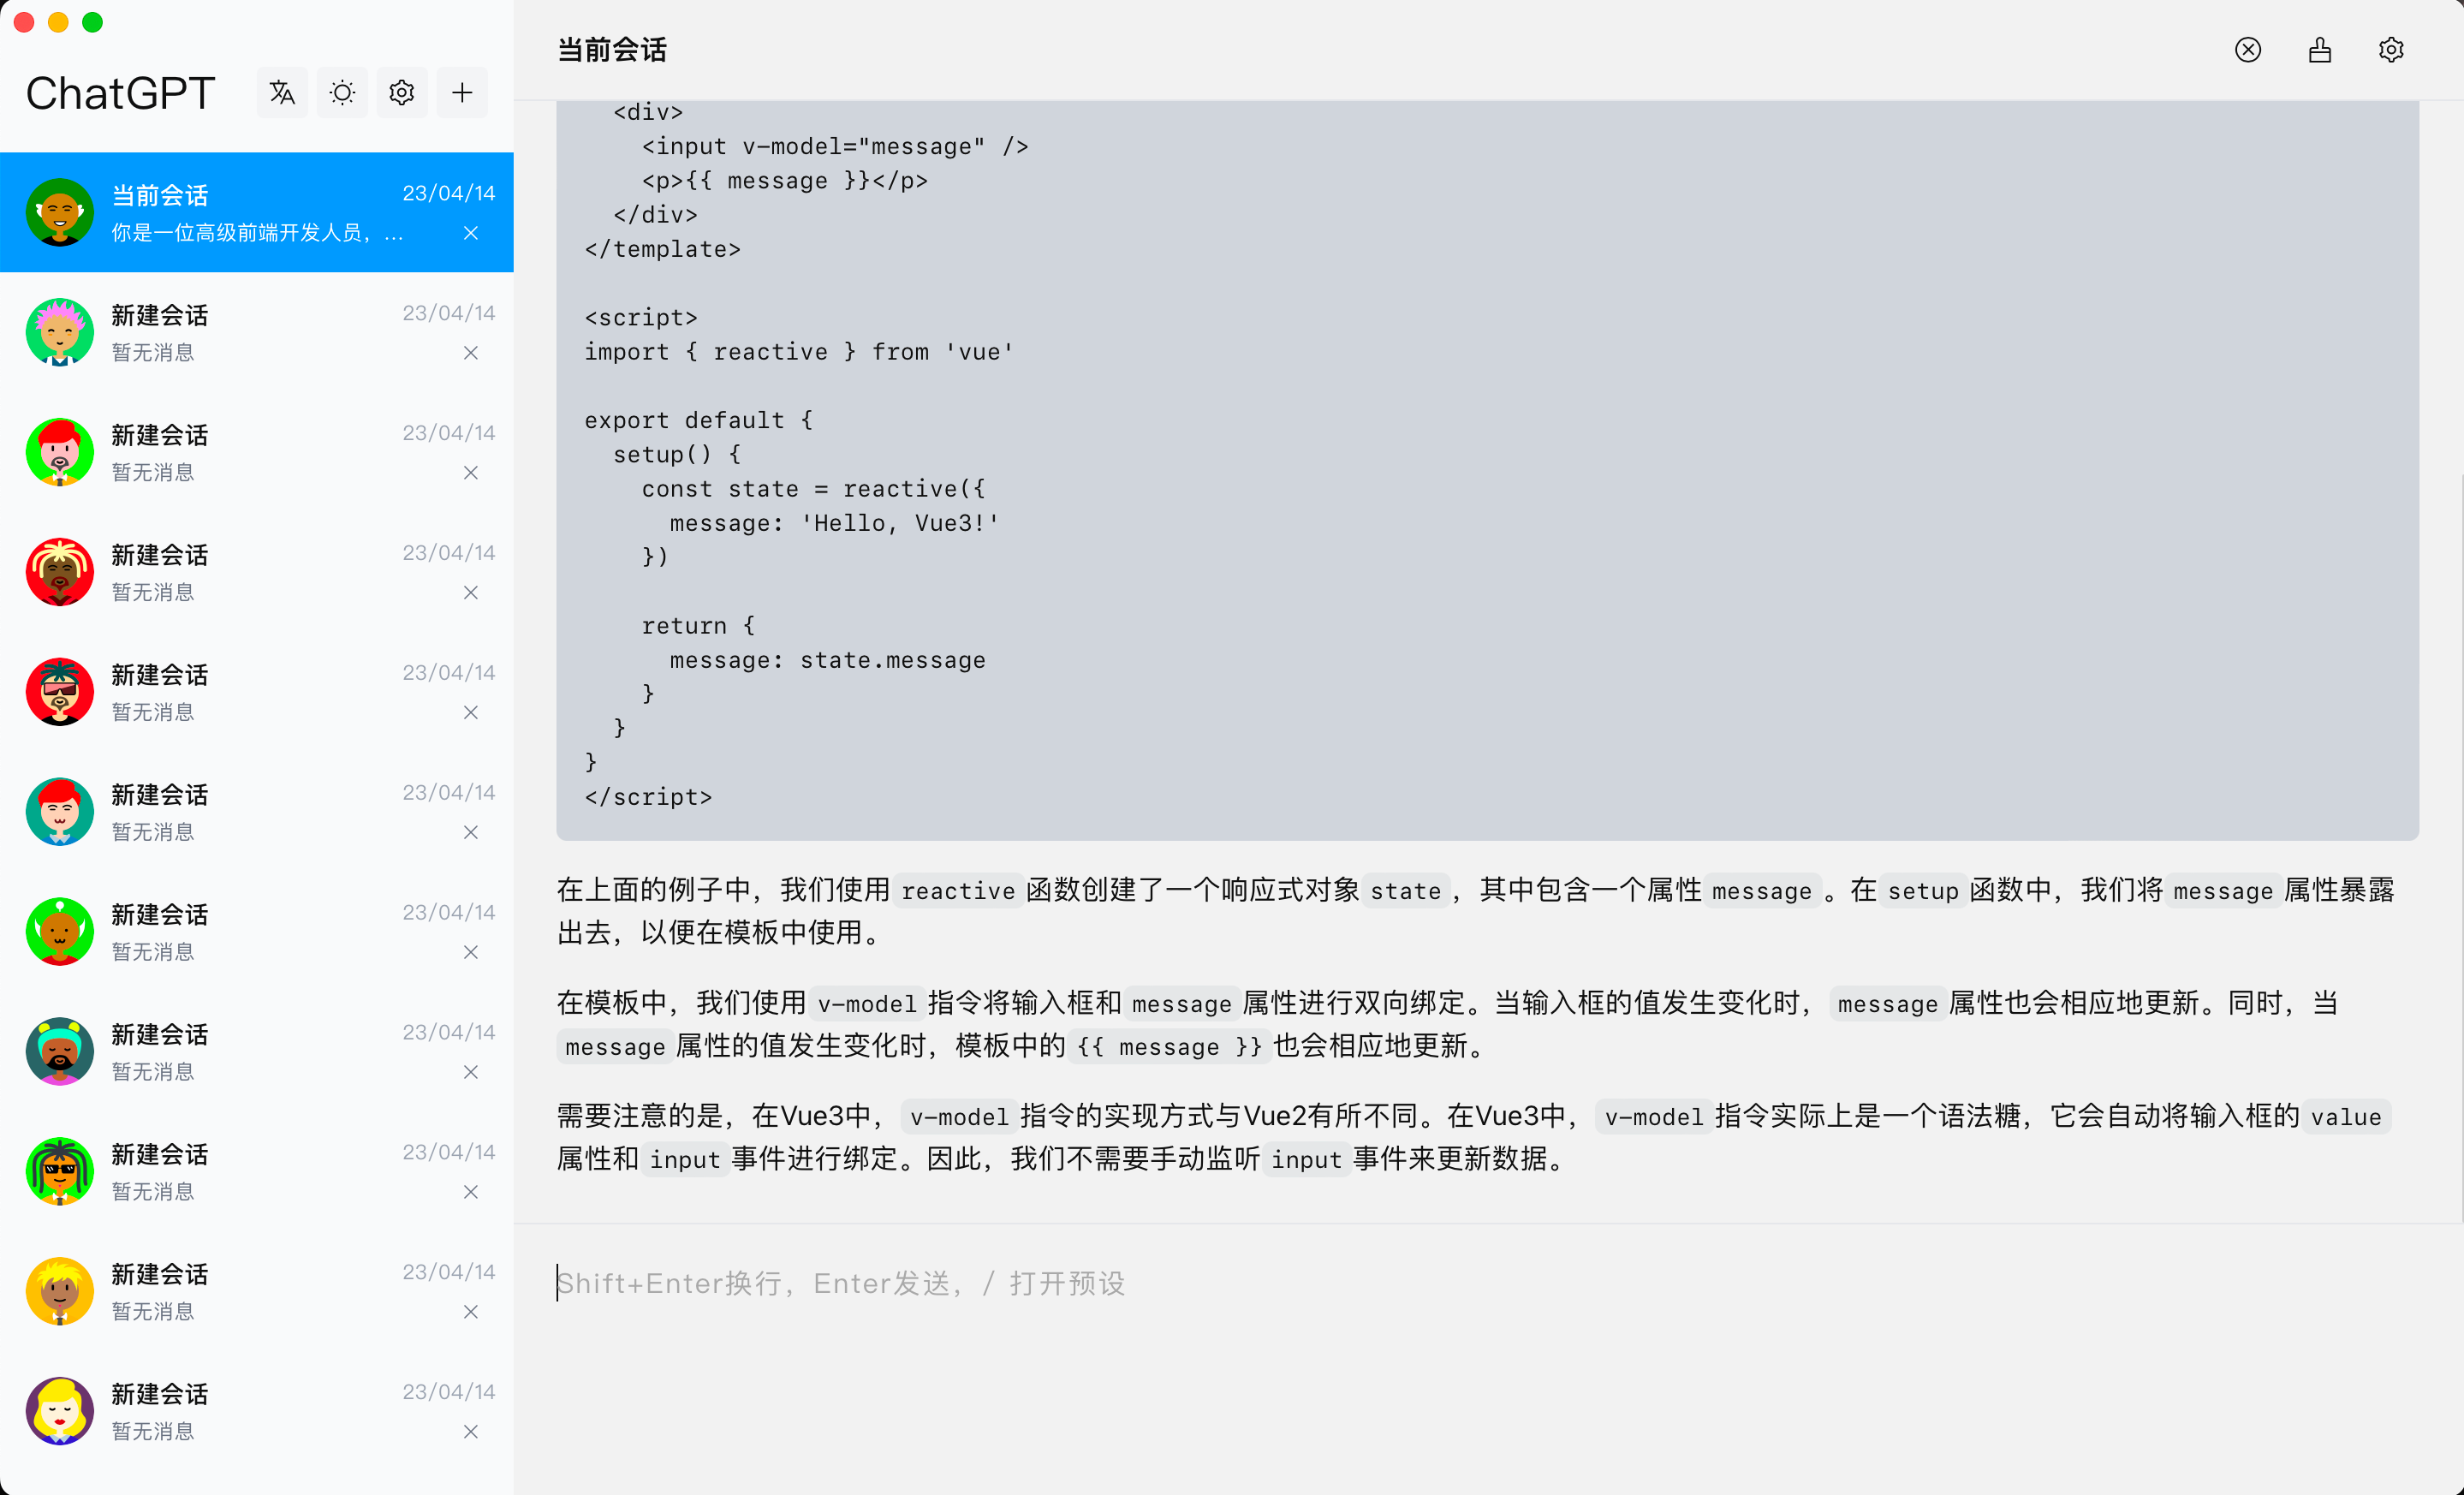 ChatGPT
当前会话 23/04/14
你是一位高级前端开发人员，...
新建会话 23/04/14
暂无消息
新建会话 23/04/14
暂无消息
新建会话 23/04/14
暂无消息
新建会话 23/04/14
暂无消息
新建会话 23/04/14
暂无消息
新建会话 23/04/14
暂无消息
新建会话 23/04/14
暂无消息
新建会话 23/04/14
暂无消息
新建会话 23/04/14
暂无消息
新建会话 23/04/14
暂无消息
当前会话
<div>
<input v-model="message" />
<p>{{ message }}</p>
</div>
</template>
<script>
import { reactive } from 'vue'
export default {
setup() {
const state = reactive({
message: 'Hello, Vue3!'
})
return {
message: state.message
}
}
}
</script>
在上面的例子中，我们使用 reactive 函数创建了一个响应式对象 state ，其中包含一个属性 message 。在 setup 函数中，我们将 message 属性暴露
出去，以便在模板中使用。
在模板中，我们使用 v-model 指令将输入框和 message 属性进行双向绑定。当输入框的值发生变化时， message 属性也会相应地更新。同时，当
message 属性的值发生变化时，模板中的 {{ message }} 也会相应地更新。
需要注意的是，在Vue3中， v-model 指令的实现方式与Vue2有所不同。在Vue3中， v-model 指令实际上是一个语法糖，它会自动将输入框的 value
属性和 input 事件进行绑定。因此，我们不需要手动监听 input 事件来更新数据。
Shift+Enter换行，Enter发送，/ 打开预设